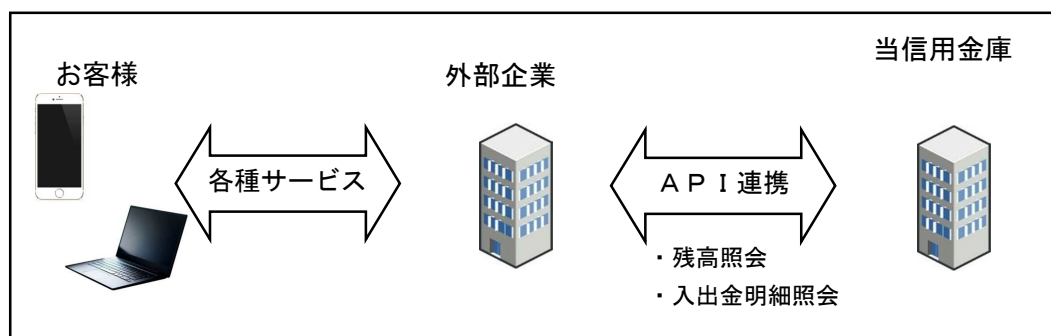 お客様
外部企業
当信用金庫
各種サービス
ＡＰＩ連携
・残高照会
・入出金明細照会